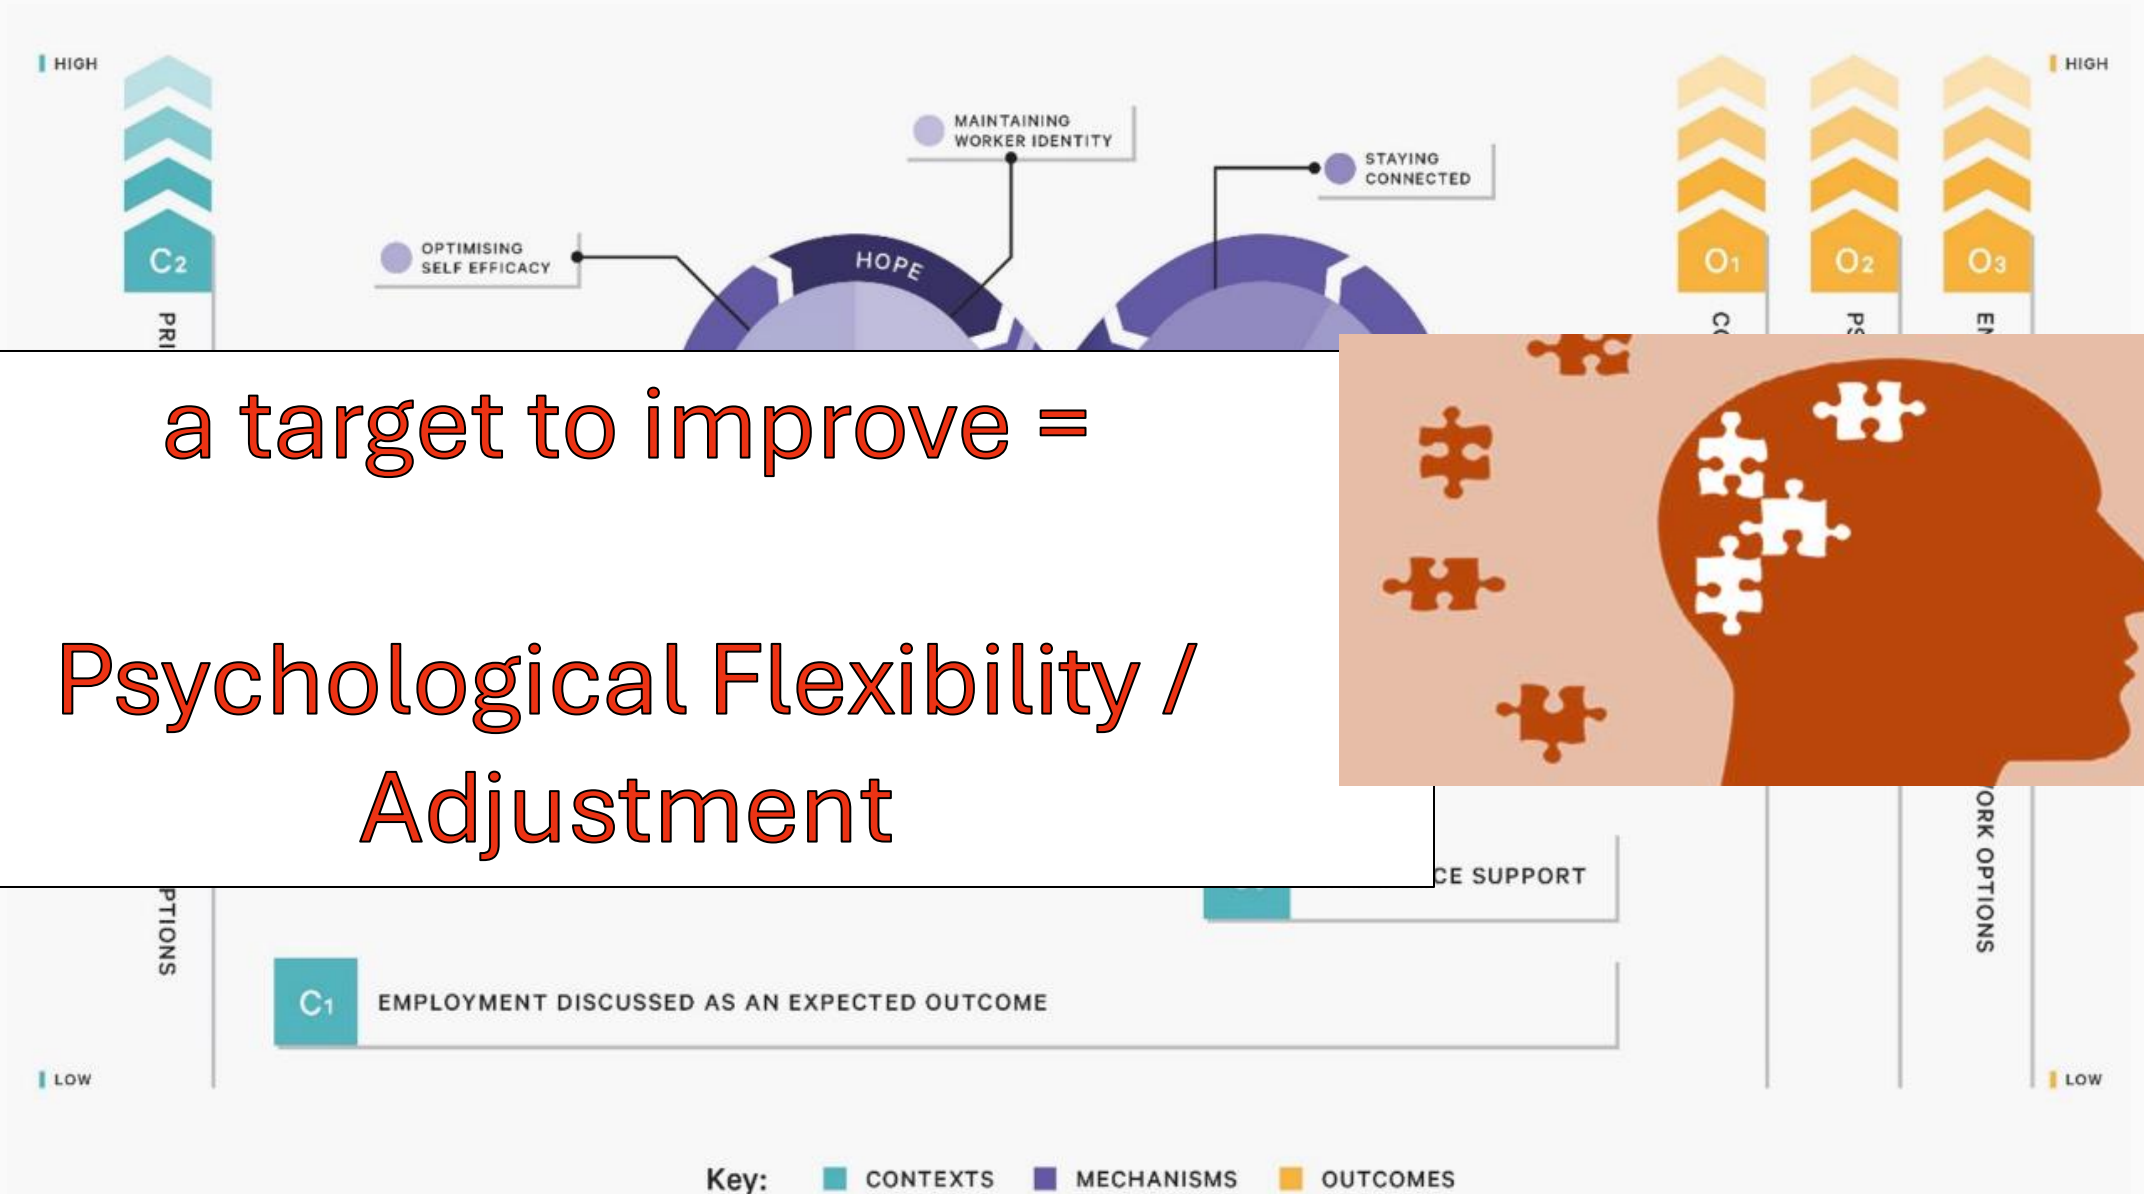 HIGH
HIGH
MAINTAINING
WORKER IDENTITY
STAYING
CONNECTED
OPTIMISING
SELF EFFICACY
HOPE
C2
O1
O2
O3
a target to improve =
Psychological Flexibility /
Adjustment
CE SUPPORT
ORK OPTIONS
PTIONS
C1
EMPLOYMENT DISCUSSED AS AN EXPECTED OUTCOME
LOW
LOW
Key:
CONTEXTS
MECHANISMS
OUTCOMES